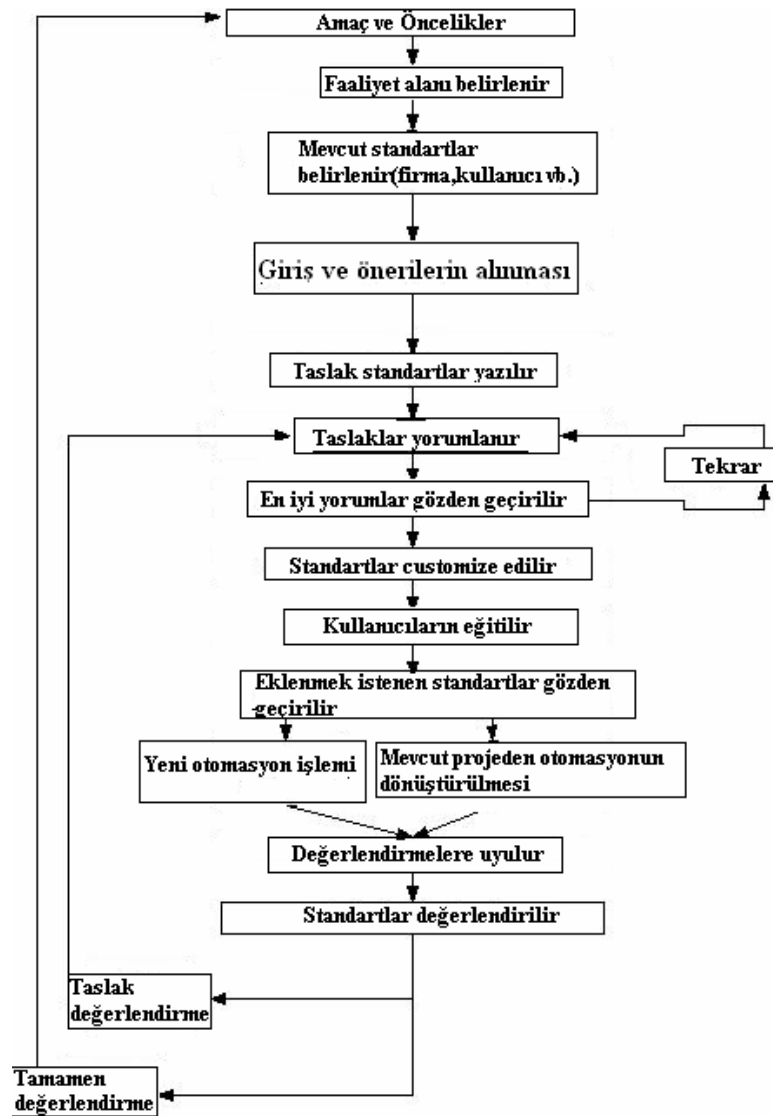 Amaç ve Öncelikler
Faaliyet alanı belirlenir
Mevcut standartlar
belirlenir(firma,kullanıcı vb.)
Giriş ve önerilerin alınması
Taslak standartlar yazılır
Taslaklar yorumlanır
Tekrar
En iyi yorumlar gözden geçirilir
Standartlar customize edilir
Kullanıcıların eğitilir
Eklenmek istenen standartlar gözden
geçirilir
Yeni otomasyon işlemi
Mevcut projeden otomasyonun
dönüştürülmesi
Değerlendirmelere uyulur
Standartlar değerlendirilir
Taslak
değerlendirme
Tamamen
değerlendirme